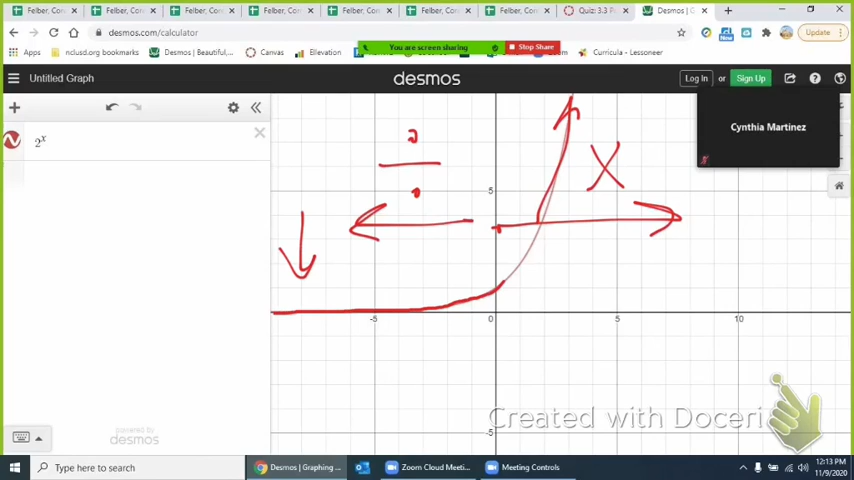 Felber, Co
Felber, Co
Felber, Co
Felber, Co
Felber, Co
Felber, Co
Felber, Co
Quiz: 3.3 P
Desmos | G
desmos.com/calculator
Update
Apps
nclusd.org bookmarks
Desmos | Beautiful,...
Canvas
Elevation
You are screen sharing
Stop Share
Zoom
Curricula - Lessoneer
Untitled Graph
desmos
Log In
or
Sign Up
2^x
Cynthia Martinez
X
5
-5
0
5
10
-5
powered by
desmos
Created with Doceri
Type here to search
Desmos | Graphing ...
Zoom Cloud Meeti...
Meeting Controls
12:13 PM
11/9/2020